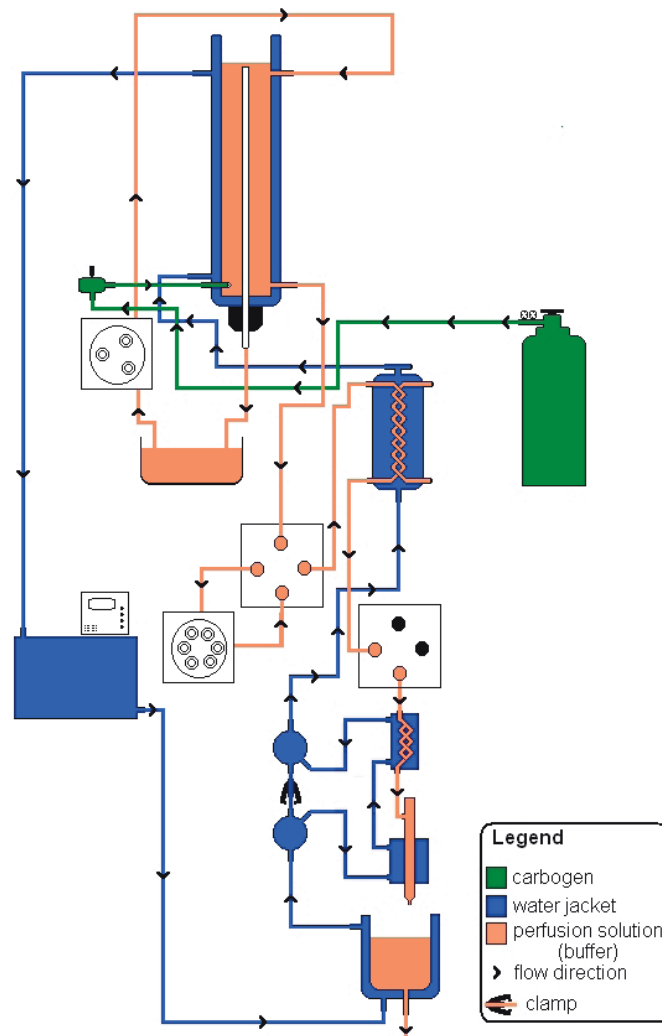 Legend
carbogen
water jacket
perfusion solution
(buffer)
flow direction
clamp